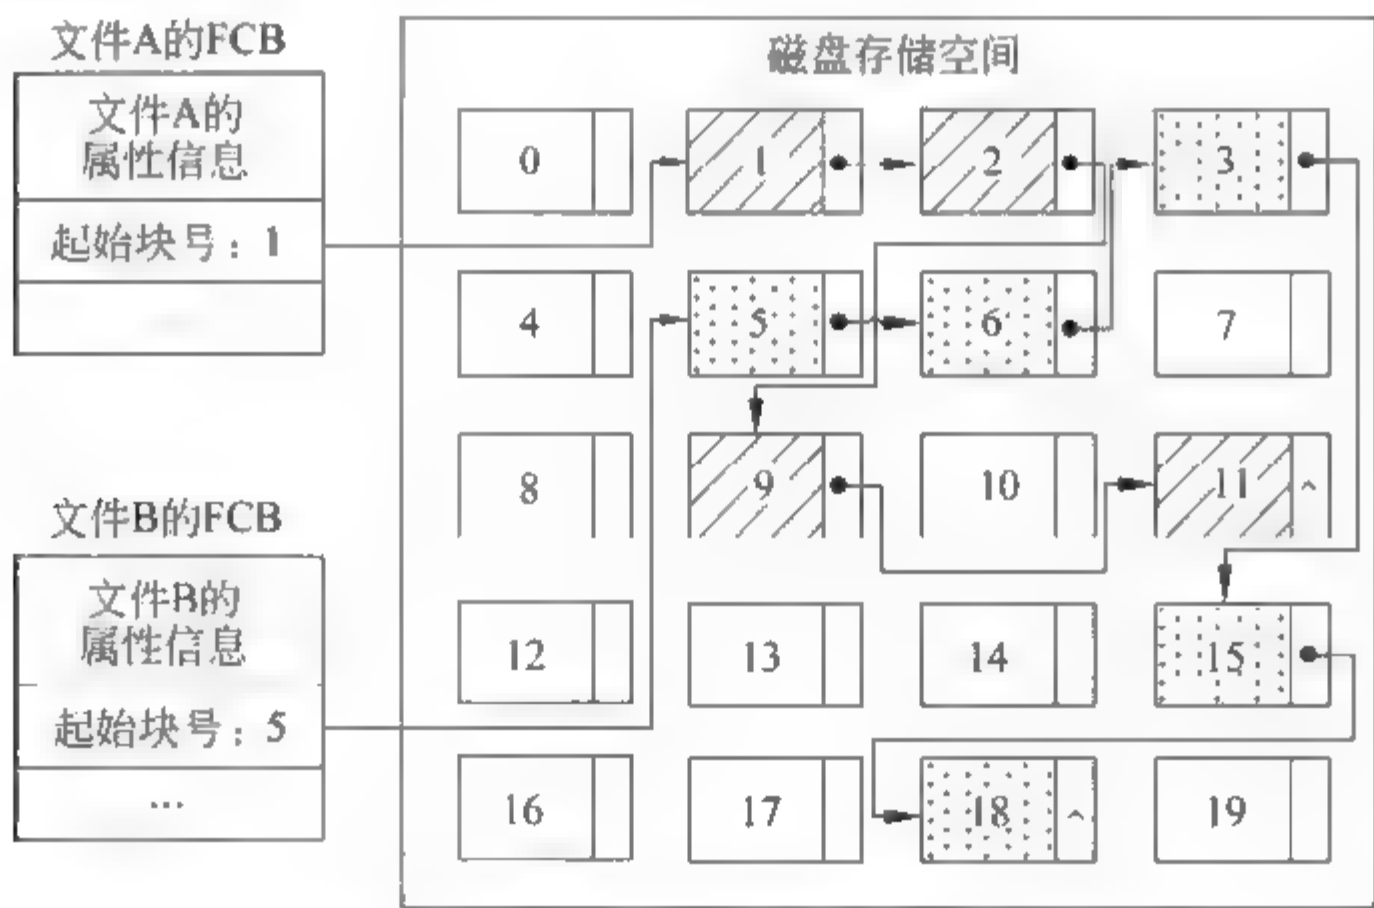 文件A的FCB
文件A的
属性信息
起始块号：1
文件B的FCB
文件B的
属性信息
起始块号：5
…
磁盘存储空间
0 1 2 3
4 5 6 7
8 9 10 11 ^
12 13 14 15
16 17 18 ^ 19